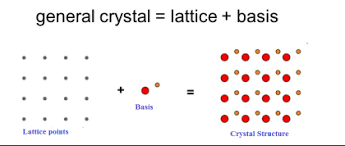 general crystal = lattice + basis
+
=
Basis
Lattice points
Crystal Structure